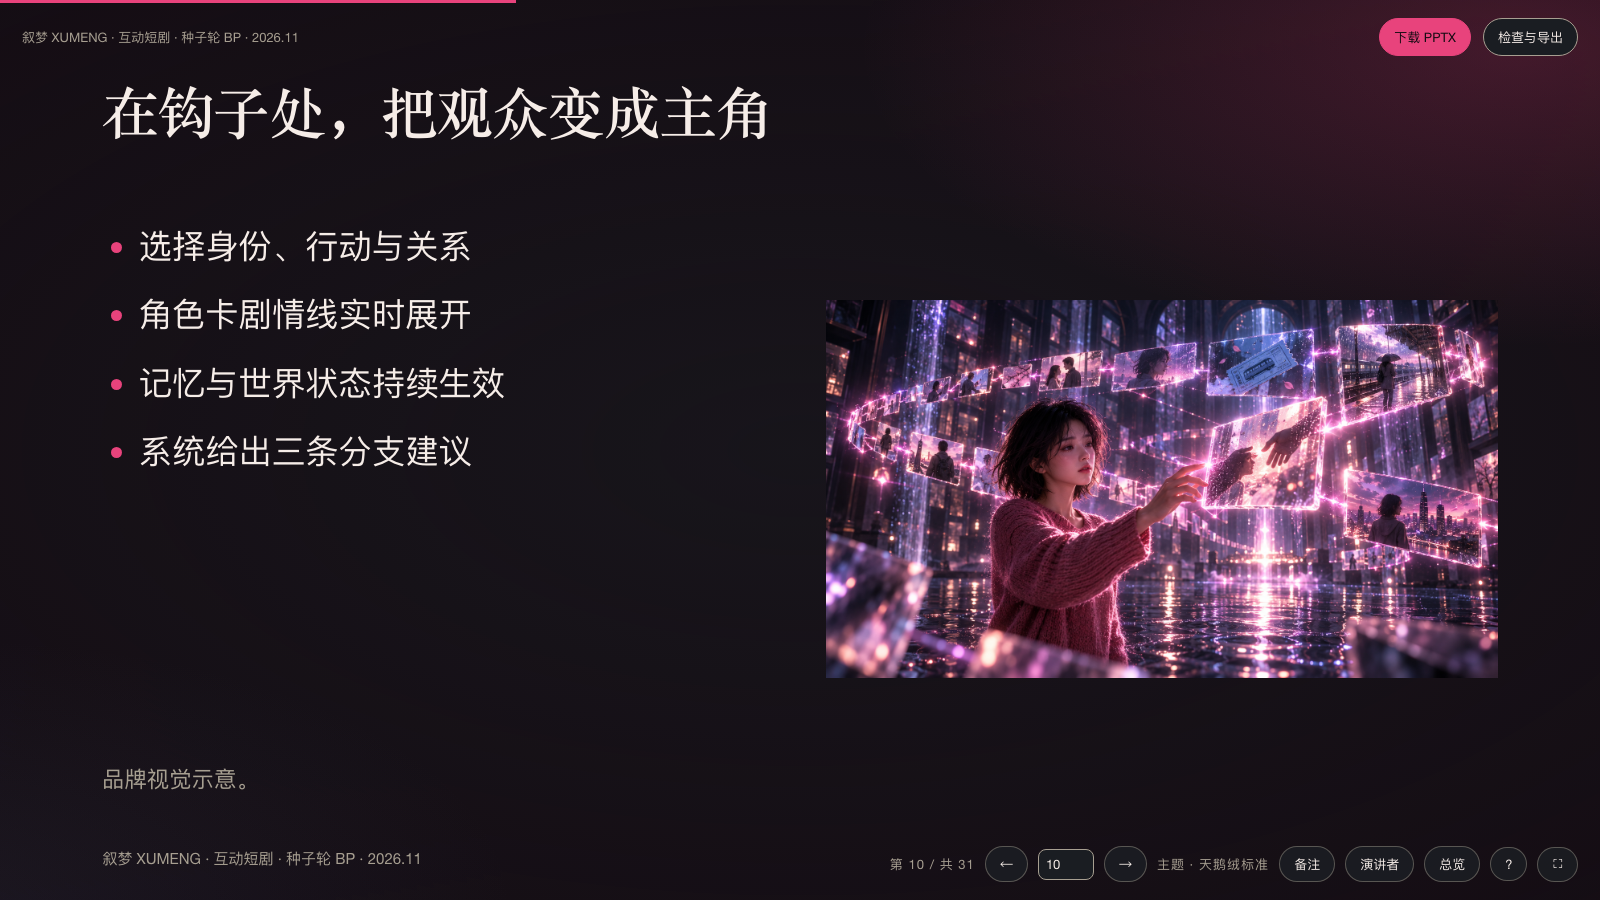 叙梦 XUMENG · 互动短剧 · 种子轮 BP · 2026.11
下载 PPTX
检查与导出
在钩子处，把观众变成主角
选择身份、行动与关系
角色卡剧情线实时展开
记忆与世界状态持续生效
系统给出三条分支建议
品牌视觉示意。
叙梦 XUMENG · 互动短剧 · 种子轮 BP · 2026.11
第 10 / 共 31
←
10
→
主题 · 天鹅绒标准
备注
演讲者
总览
?